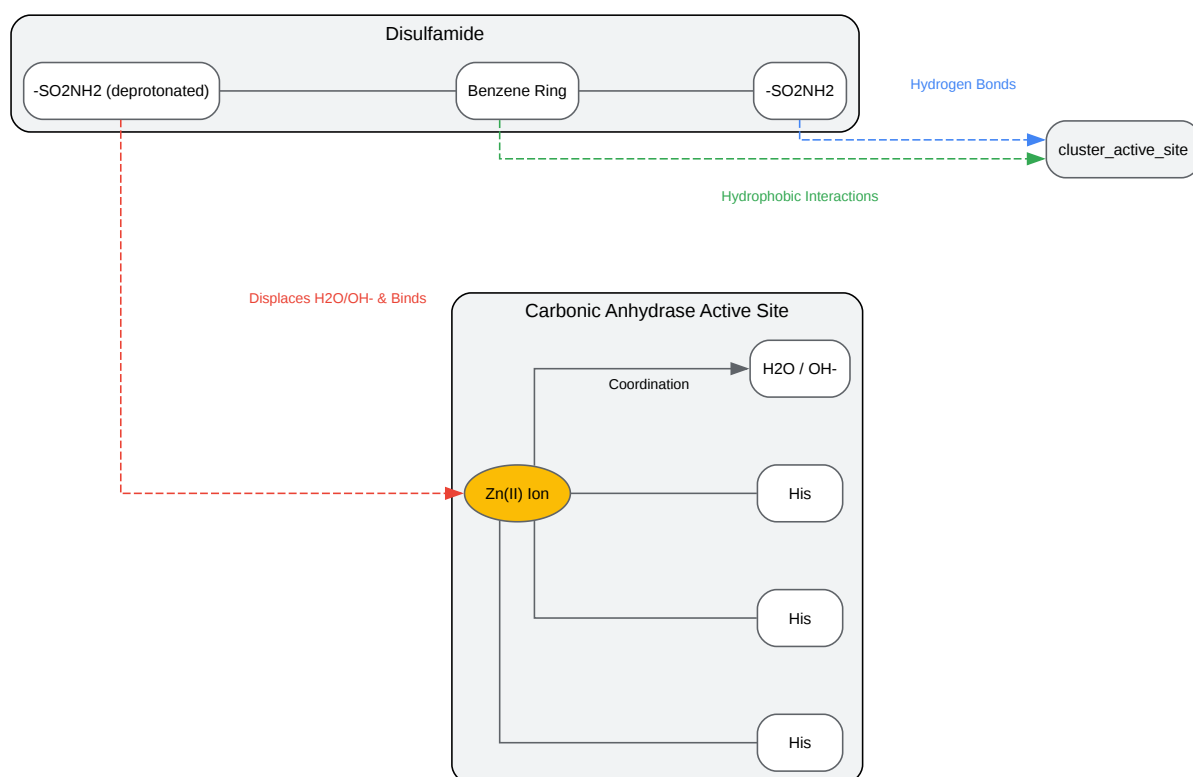 Disulfamide
-SO2NH2 (deprotonated)
Benzene Ring
-SO2NH2
Hydrogen Bonds
cluster_active_site
Hydrophobic Interactions
Displaces H2O/OH- & Binds
Carbonic Anhydrase Active Site
H2O / OH-
Coordination
Zn(II) Ion
His
His
His